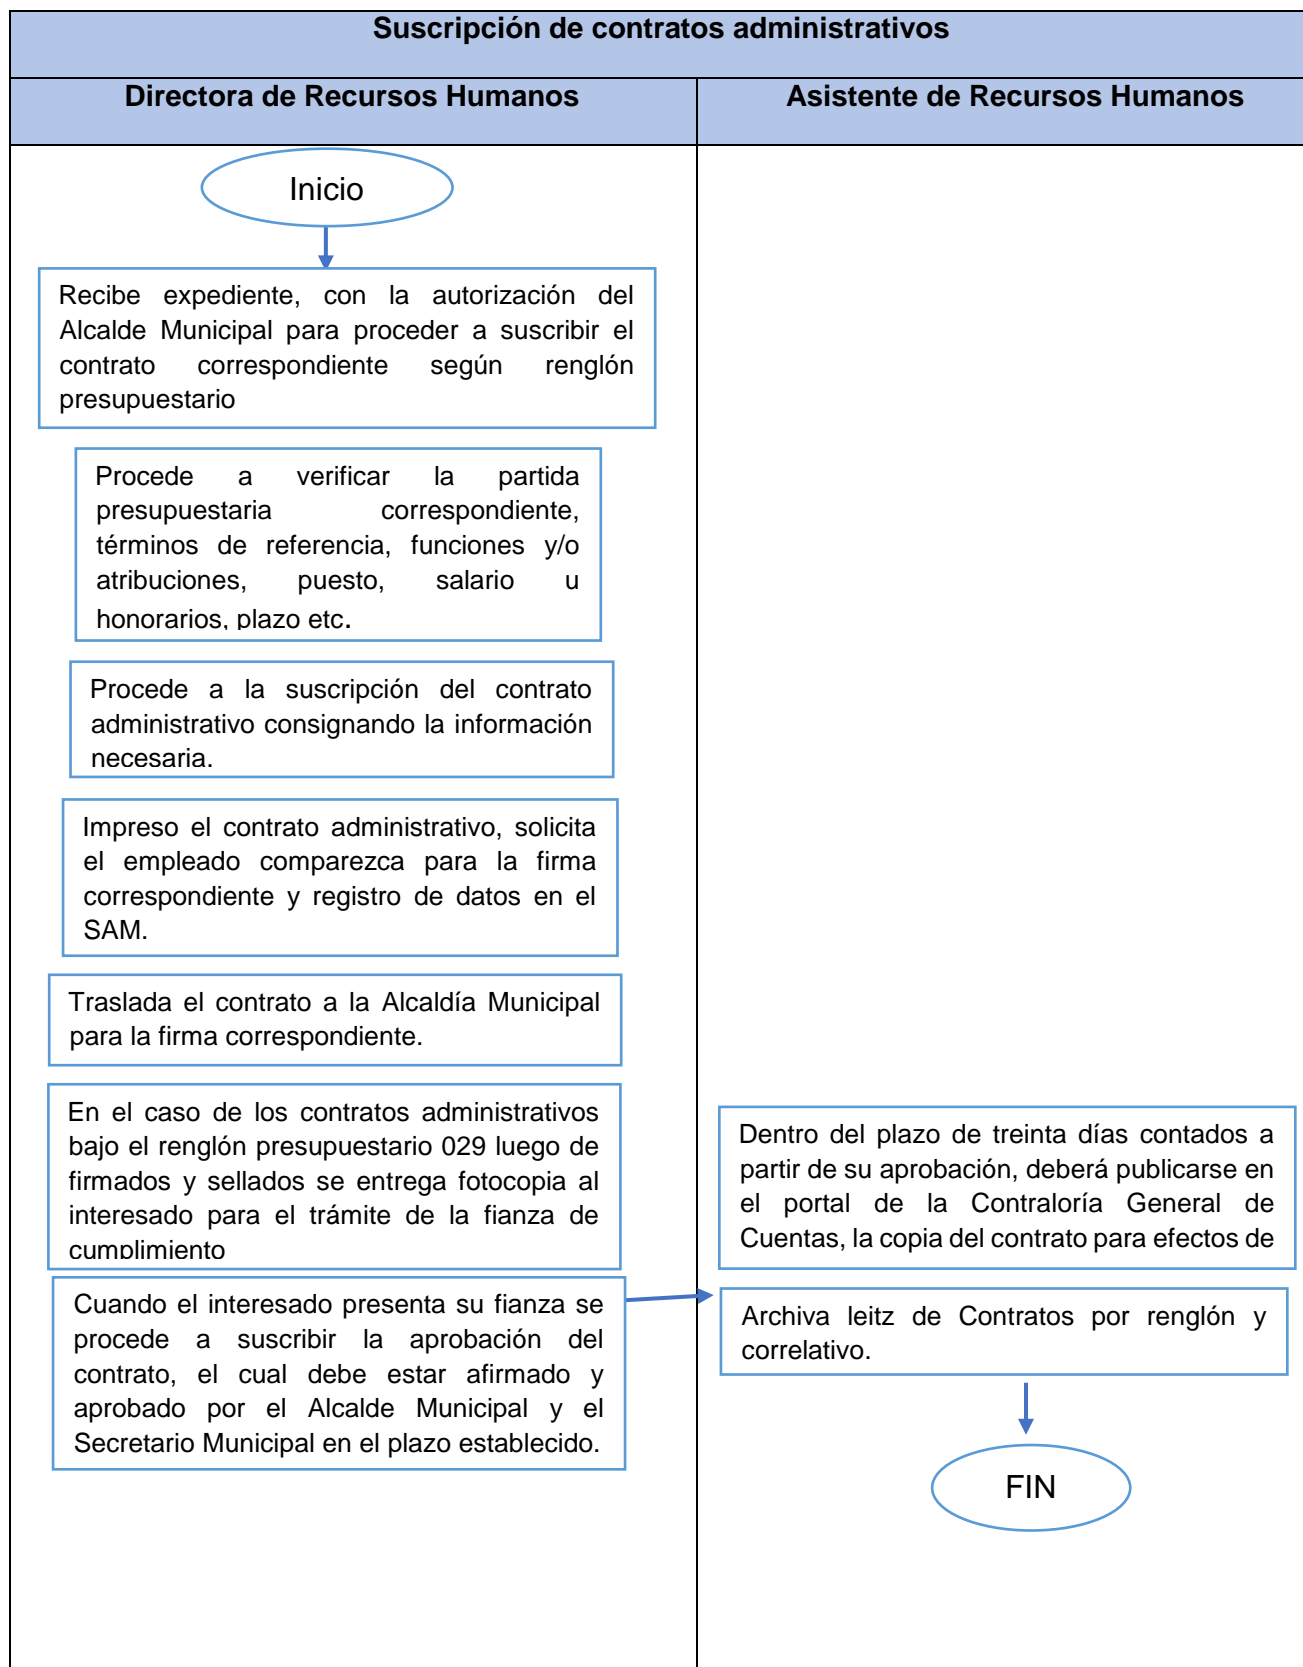 Suscripción de contratos administrativos
Directora de Recursos Humanos
Asistente de Recursos Humanos
Inicio
Recibe expediente, con la autorización del
Alcalde Municipal para proceder a suscribir el
contrato correspondiente según renglón
presupuestario
Procede a verificar la partida
presupuestaria correspondiente,
términos de referencia, funciones y/o
atribuciones, puesto, salario u
honorarios, plazo etc.
Procede a la suscripción del contrato
administrativo consignando la información
necesaria.
Impreso el contrato administrativo, solicita
el empleado comparezca para la firma
correspondiente y registro de datos en el
SAM.
Traslada el contrato a la Alcaldía Municipal
para la firma correspondiente.
En el caso de los contratos administrativos
bajo el renglón presupuestario 029 luego de
firmados y sellados se entrega fotocopia al
interesado para el trámite de la fianza de
cumplimiento
Cuando el interesado presenta su fianza se
procede a suscribir la aprobación del
contrato, el cual debe estar afirmado y
aprobado por el Alcalde Municipal y el
Secretario Municipal en el plazo establecido.
Dentro del plazo de treinta días contados a
partir de su aprobación, deberá publicarse en
el portal de la Contraloría General de
Cuentas, la copia del contrato para efectos de
Archiva leitz de Contratos por renglón y
correlativo.
FIN